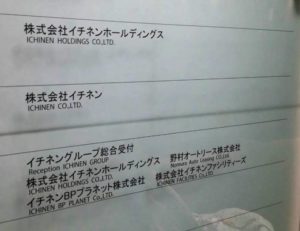 株式会社イチネンホールディングス
ICHINEN HOLDINGS CO.,LTD.
株式会社イチネン
ICHINEN CO.,LTD.
イチネングループ総合受付
Reception ICHINEN GROUP
株式会社イチネンホールディングス
ICHINEN HOLDINGS CO.,LTD.
イチネンBPプラネット株式会社
ICHINEN BP PLANET Co.,LTD.
野村オートリース株式会社
Nomura Auto Leasing CO.,Ltd.
株式会社イチネンファシリティーズ
ICHINEN FACILITIES Co.,LTD.